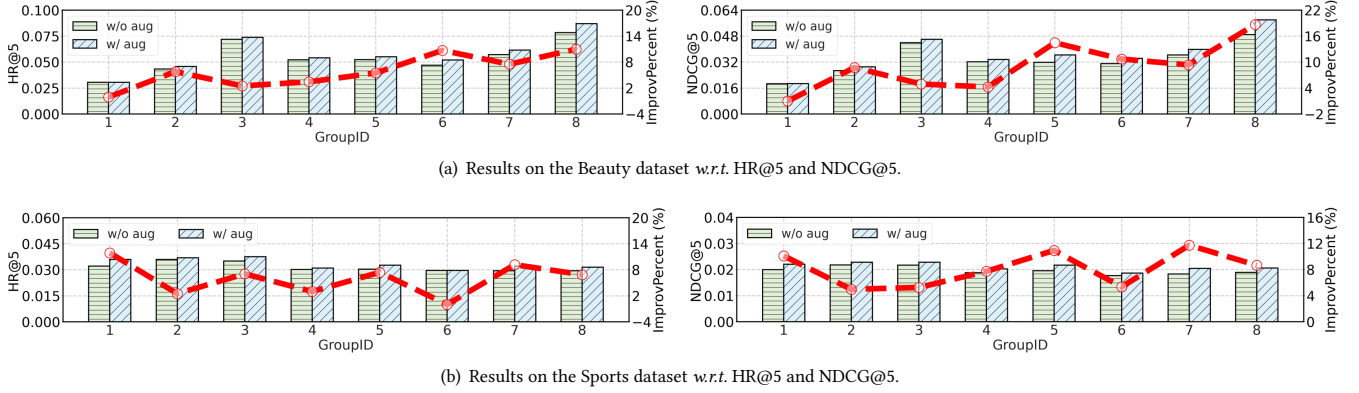 0.100
0.075
0.050
0.025
0.000
HR@5
w/o aug
w/ aug
20
14
8
2
−4
ImprovPercent (%)
1 2 3 4 5 6 7 8
GroupID
0.064
0.048
0.032
0.016
0.000
NDCG@5
w/o aug
w/ aug
22
16
10
4
−2
ImprovPercent (%)
1 2 3 4 5 6 7 8
GroupID
(a) Results on the Beauty dataset w.r.t. HR@5 and NDCG@5.
0.060
0.045
0.030
0.015
0.000
HR@5
w/o aug w/ aug
20
14
8
2
−4
ImprovPercent (%)
1 2 3 4 5 6 7 8
GroupID
0.04
0.03
0.02
0.01
0.00
NDCG@5
w/o aug w/ aug
16
12
8
4
0
ImprovPercent (%)
1 2 3 4 5 6 7 8
GroupID
(b) Results on the Sports dataset w.r.t. HR@5 and NDCG@5.